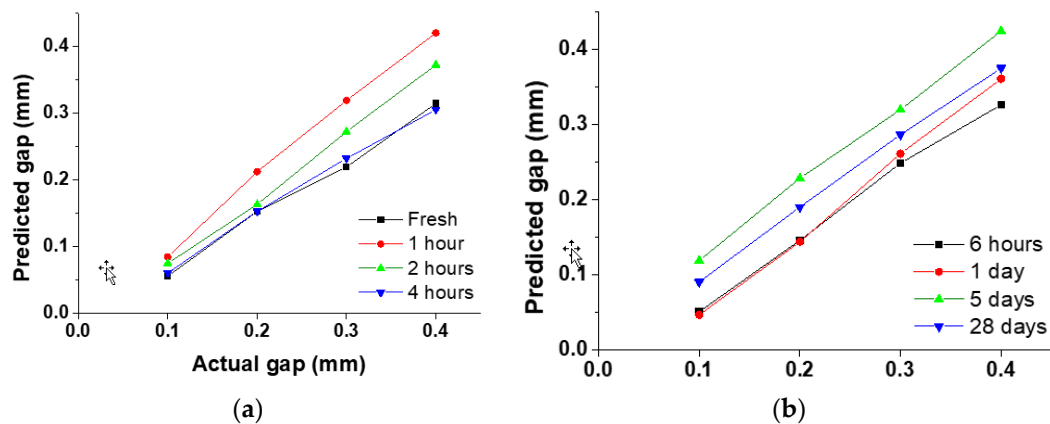 Predicted gap (mm)
0.4
0.3
0.2
0.1
0.0
Fresh
1 hour
2 hours
4 hours
0.0 0.1 0.2 0.3 0.4
Actual gap (mm)
(a)
Predicted gap (mm)
0.4
0.3
0.2
0.1
0.0
6 hours
1 day
5 days
28 days
0.0 0.1 0.2 0.3 0.4
(b)